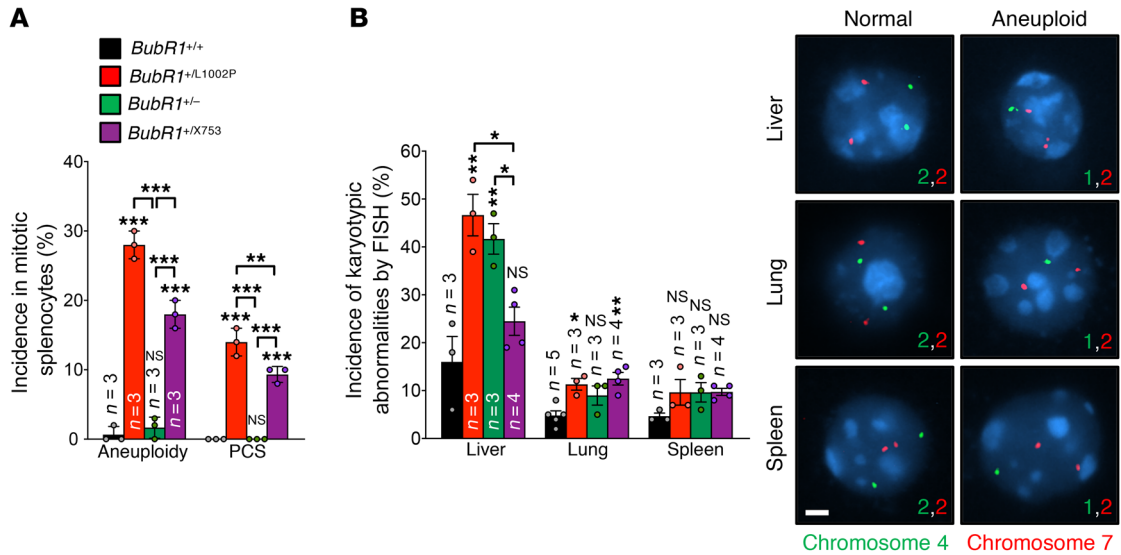 A
BubR1+/+
BubR1+/L1002P
BubR1+/–
BubR1+/X753
Incidence in mitotic
splenocytes (%)
40
30
20
10
0
***
***
***
***
***
NS
n = 3
n = 3
n = 3
n = 3
**
***
***
***
***
NS
Aneuploidy
PCS
B
Incidence of karyotypic
abnormalities by FISH (%)
60
50
40
30
20
10
0
*
*
**
**
NS
n = 3
n = 3
n = 3
n = 4
*
NS
**
n = 5
n = 3
n = 3
n = 4
NS
NS
NS
n = 3
n = 3
n = 3
n = 4
Liver
Lung
Spleen
Normal
Aneuploid
Liver
2,2
1,2
Lung
2,2
1,2
Spleen
2,2
1,2
Chromosome 4
Chromosome 7